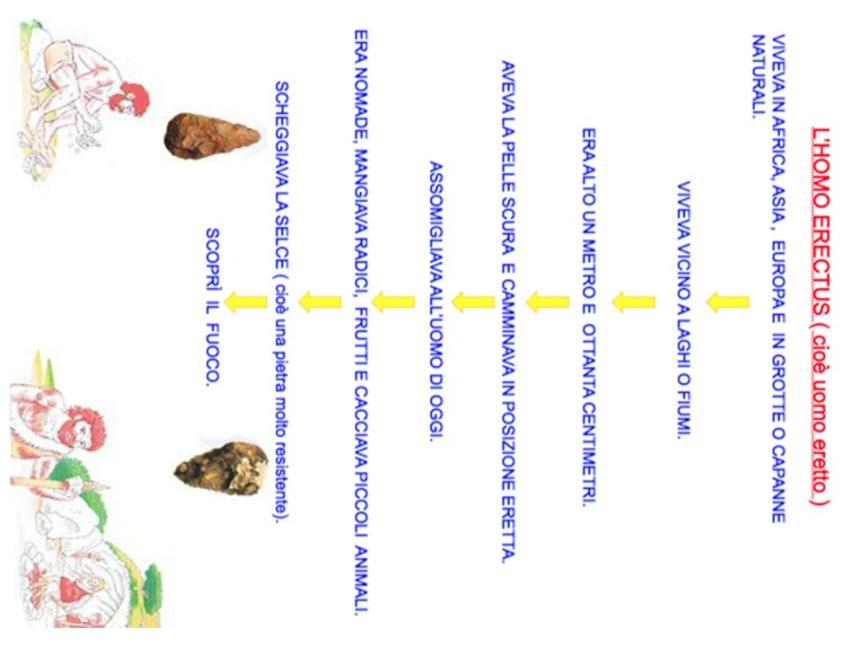 L'HOMO ERECTUS ( cioè uomo eretto )
VIVEVA IN AFRICA, ASIA , EUROPA E IN GROTTE O CAPANNE
NATURALI.
VIVEVA VICINO A LAGHI O FIUMI.
ERA ALTO UN METRO E OTTANTA CENTIMETRI.
AVEVA LA PELLE SCURA E CAMMINAVA IN POSIZIONE ERETTA.
ASSOMIGLIAVA ALL'UOMO DI OGGI.
ERA NOMADE, MANGIAVA RADICI, FRUTTI E CACCIAVA PICCOLI ANIMALI.
SCHEGGIAVA LA SELCE ( cioè una pietra molto resistente).
SCOPRÌ IL FUOCO.